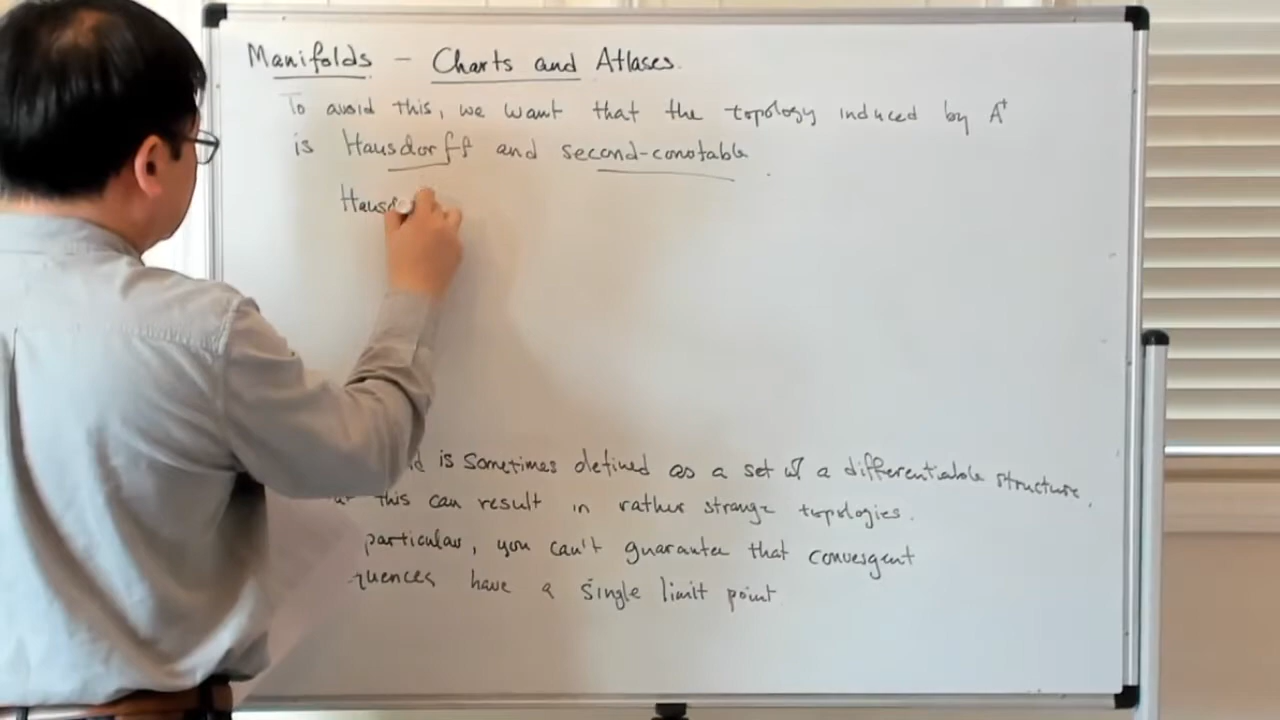 Manifolds - Charts and Atlases.
To avoid this, we want that the topology induced by A⁺
is Hausdorff and second-conotable.
Hausd
is sometimes defined as a set w/ a differentiable structure.
this can result in rather strange topologies.
particular, you can't guarantee that convergent
quences have a single limit point